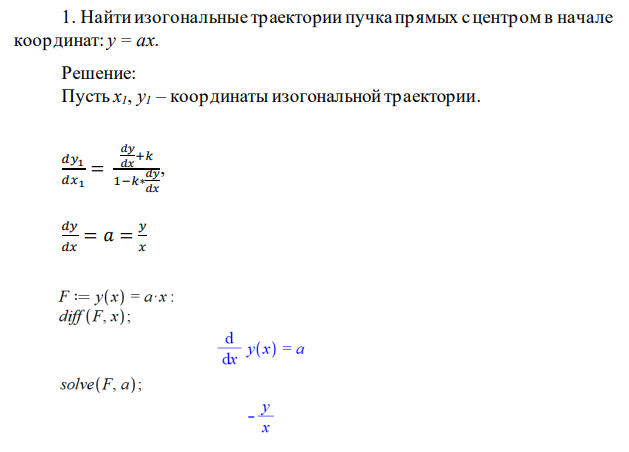 1. Найти изогональные траектории пучка прямых с центром в начале
координат: y = ax.
Решение:
Пусть x₁, y₁ – координаты изогональной траектории.
dy₁/dx₁ = (dy/dx + k)/(1 − k∗dy/dx),
dy/dx = a = y/x
F := y(x) = a·x :
diff(F, x);
d/dx y(x) = a
solve(F, a);
− y/x